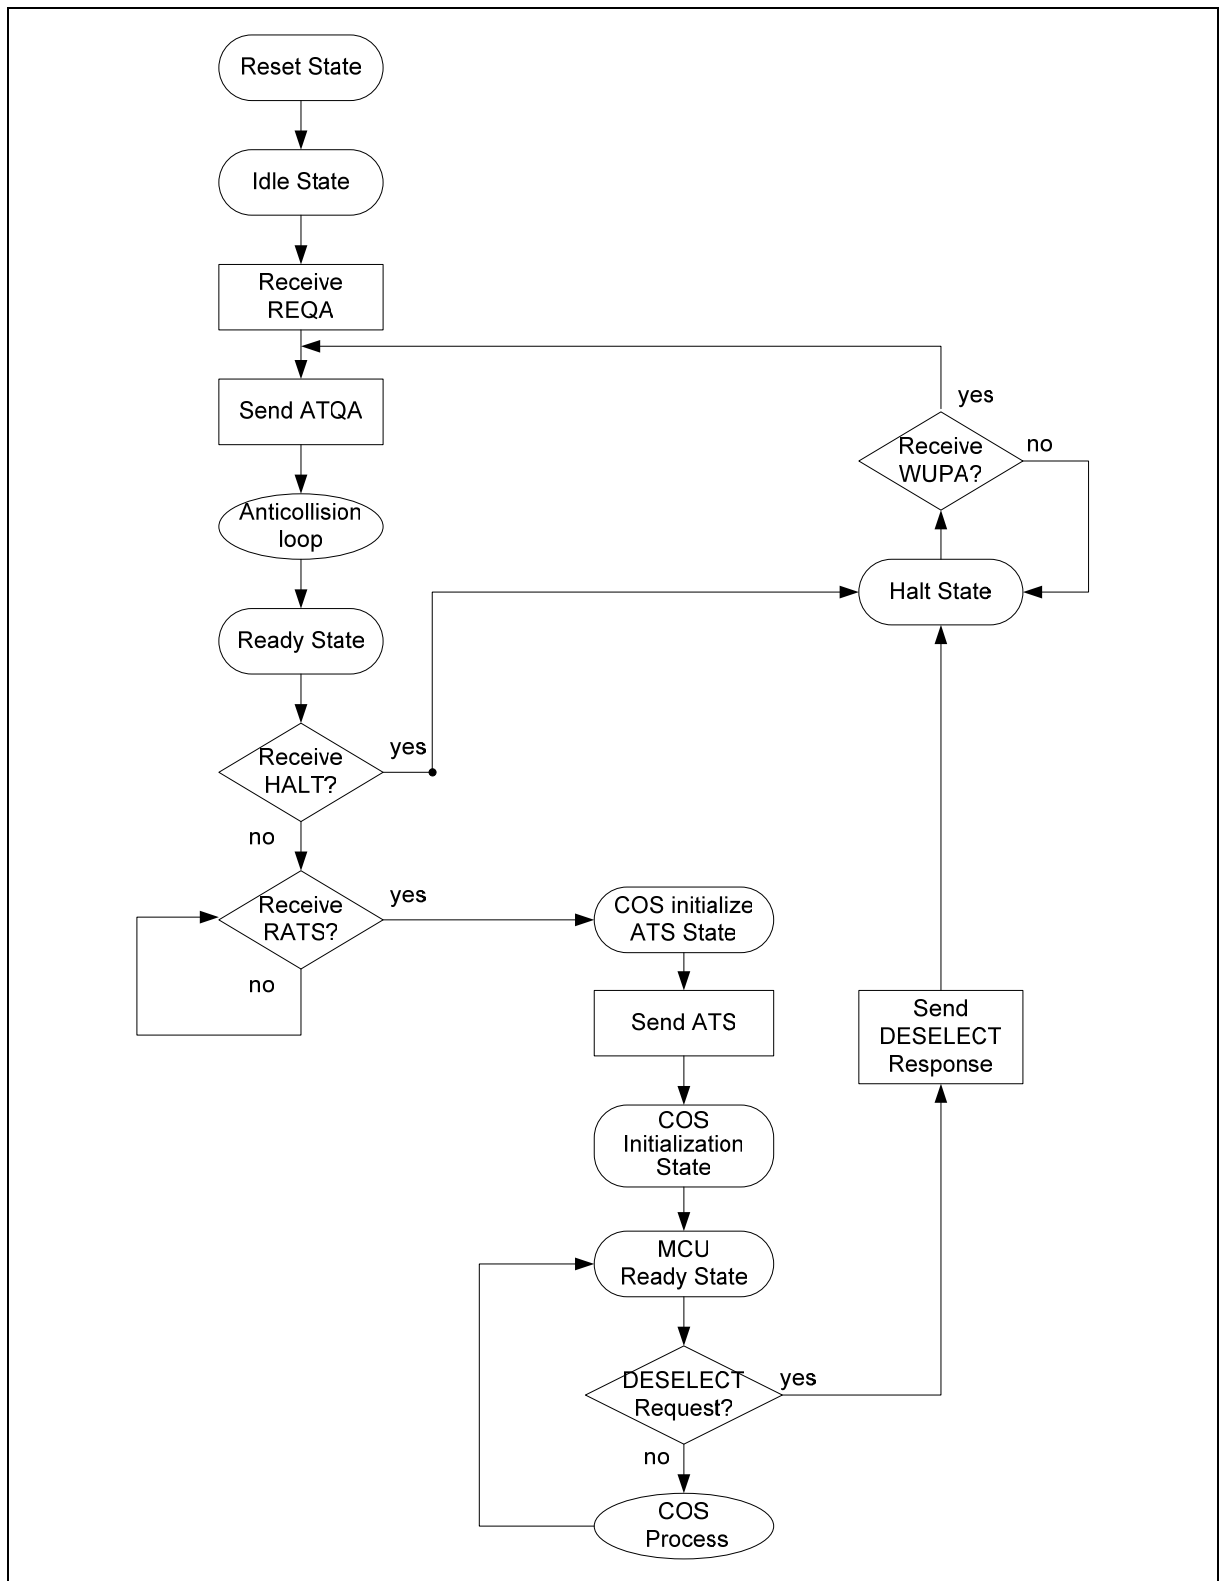 Reset State
Idle State
Receive
REQA
Send ATQA
yes
Receive
WUPA?
no
Anticollision
loop
Halt State
Ready State
Receive
HALT?
yes
no
Receive
RATS?
yes
no
COS initialize
ATS State
Send ATS
Send
DESELECT
Response
COS
Initialization
State
MCU
Ready State
DESELECT
Request?
yes
no
COS
Process